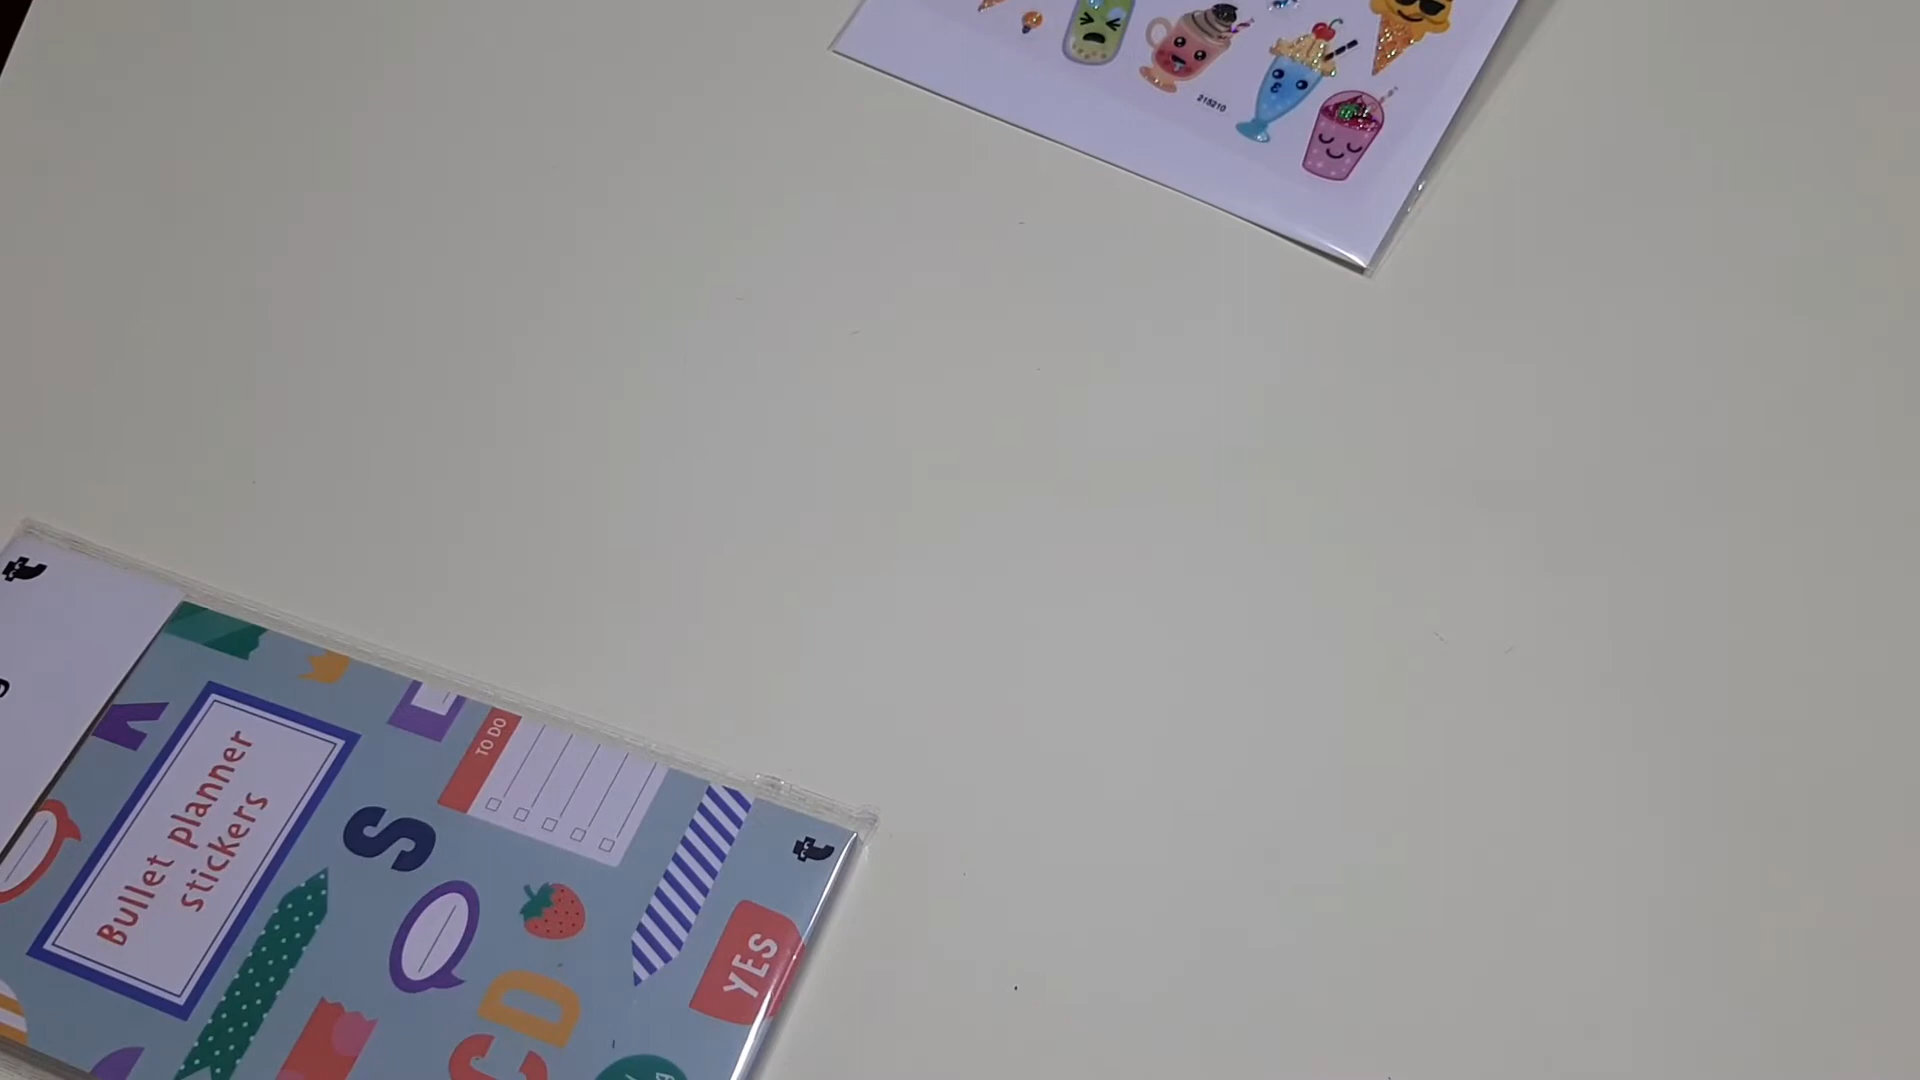 215210
Bullet planner
stickers
TO DO
S
YES
D
C